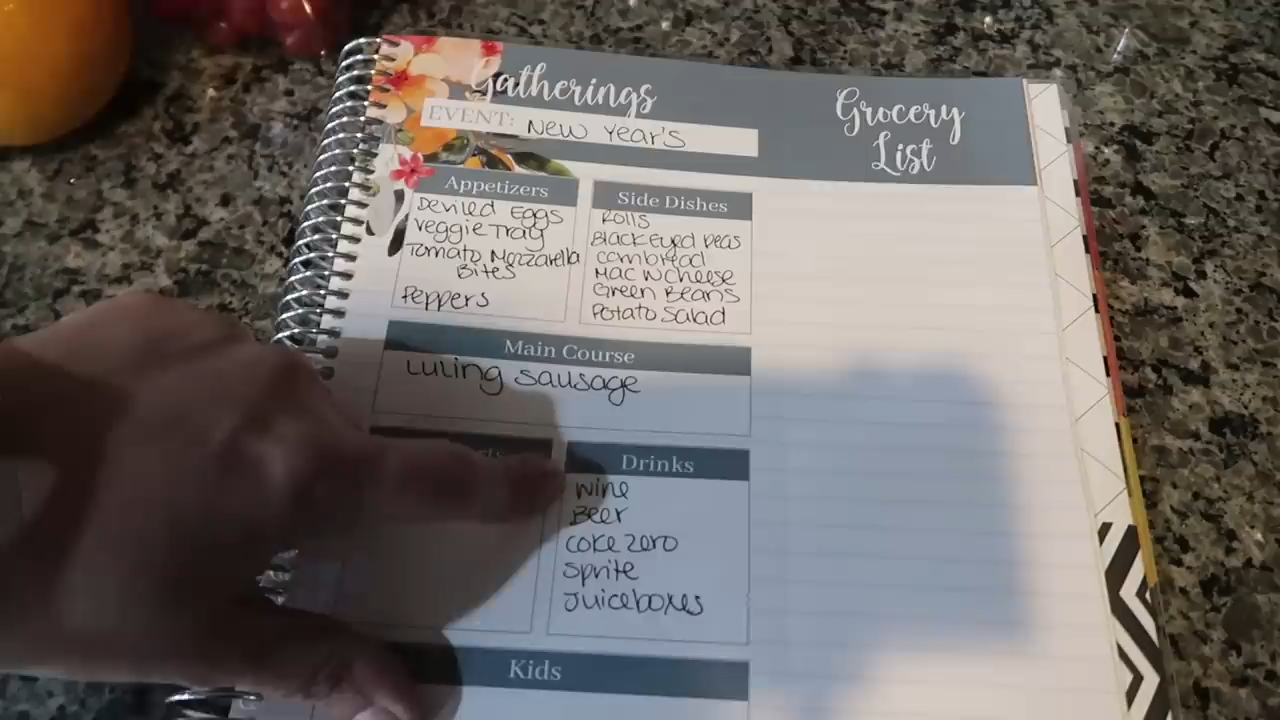 Gatherings
EVENT: New Year's
Grocery
List
Appetizers
Deviled Eggs
Veggie Tray
Tomato Mozzarella
Bites
Peppers
Side Dishes
Rolls
Black Eyed Peas
Cornbread
Mac N Cheese
Green Beans
Potato Salad
Main Course
Luling Sausage
Drinks
Wine
Beer
Coke Zero
Sprite
Juiceboxes
Kids